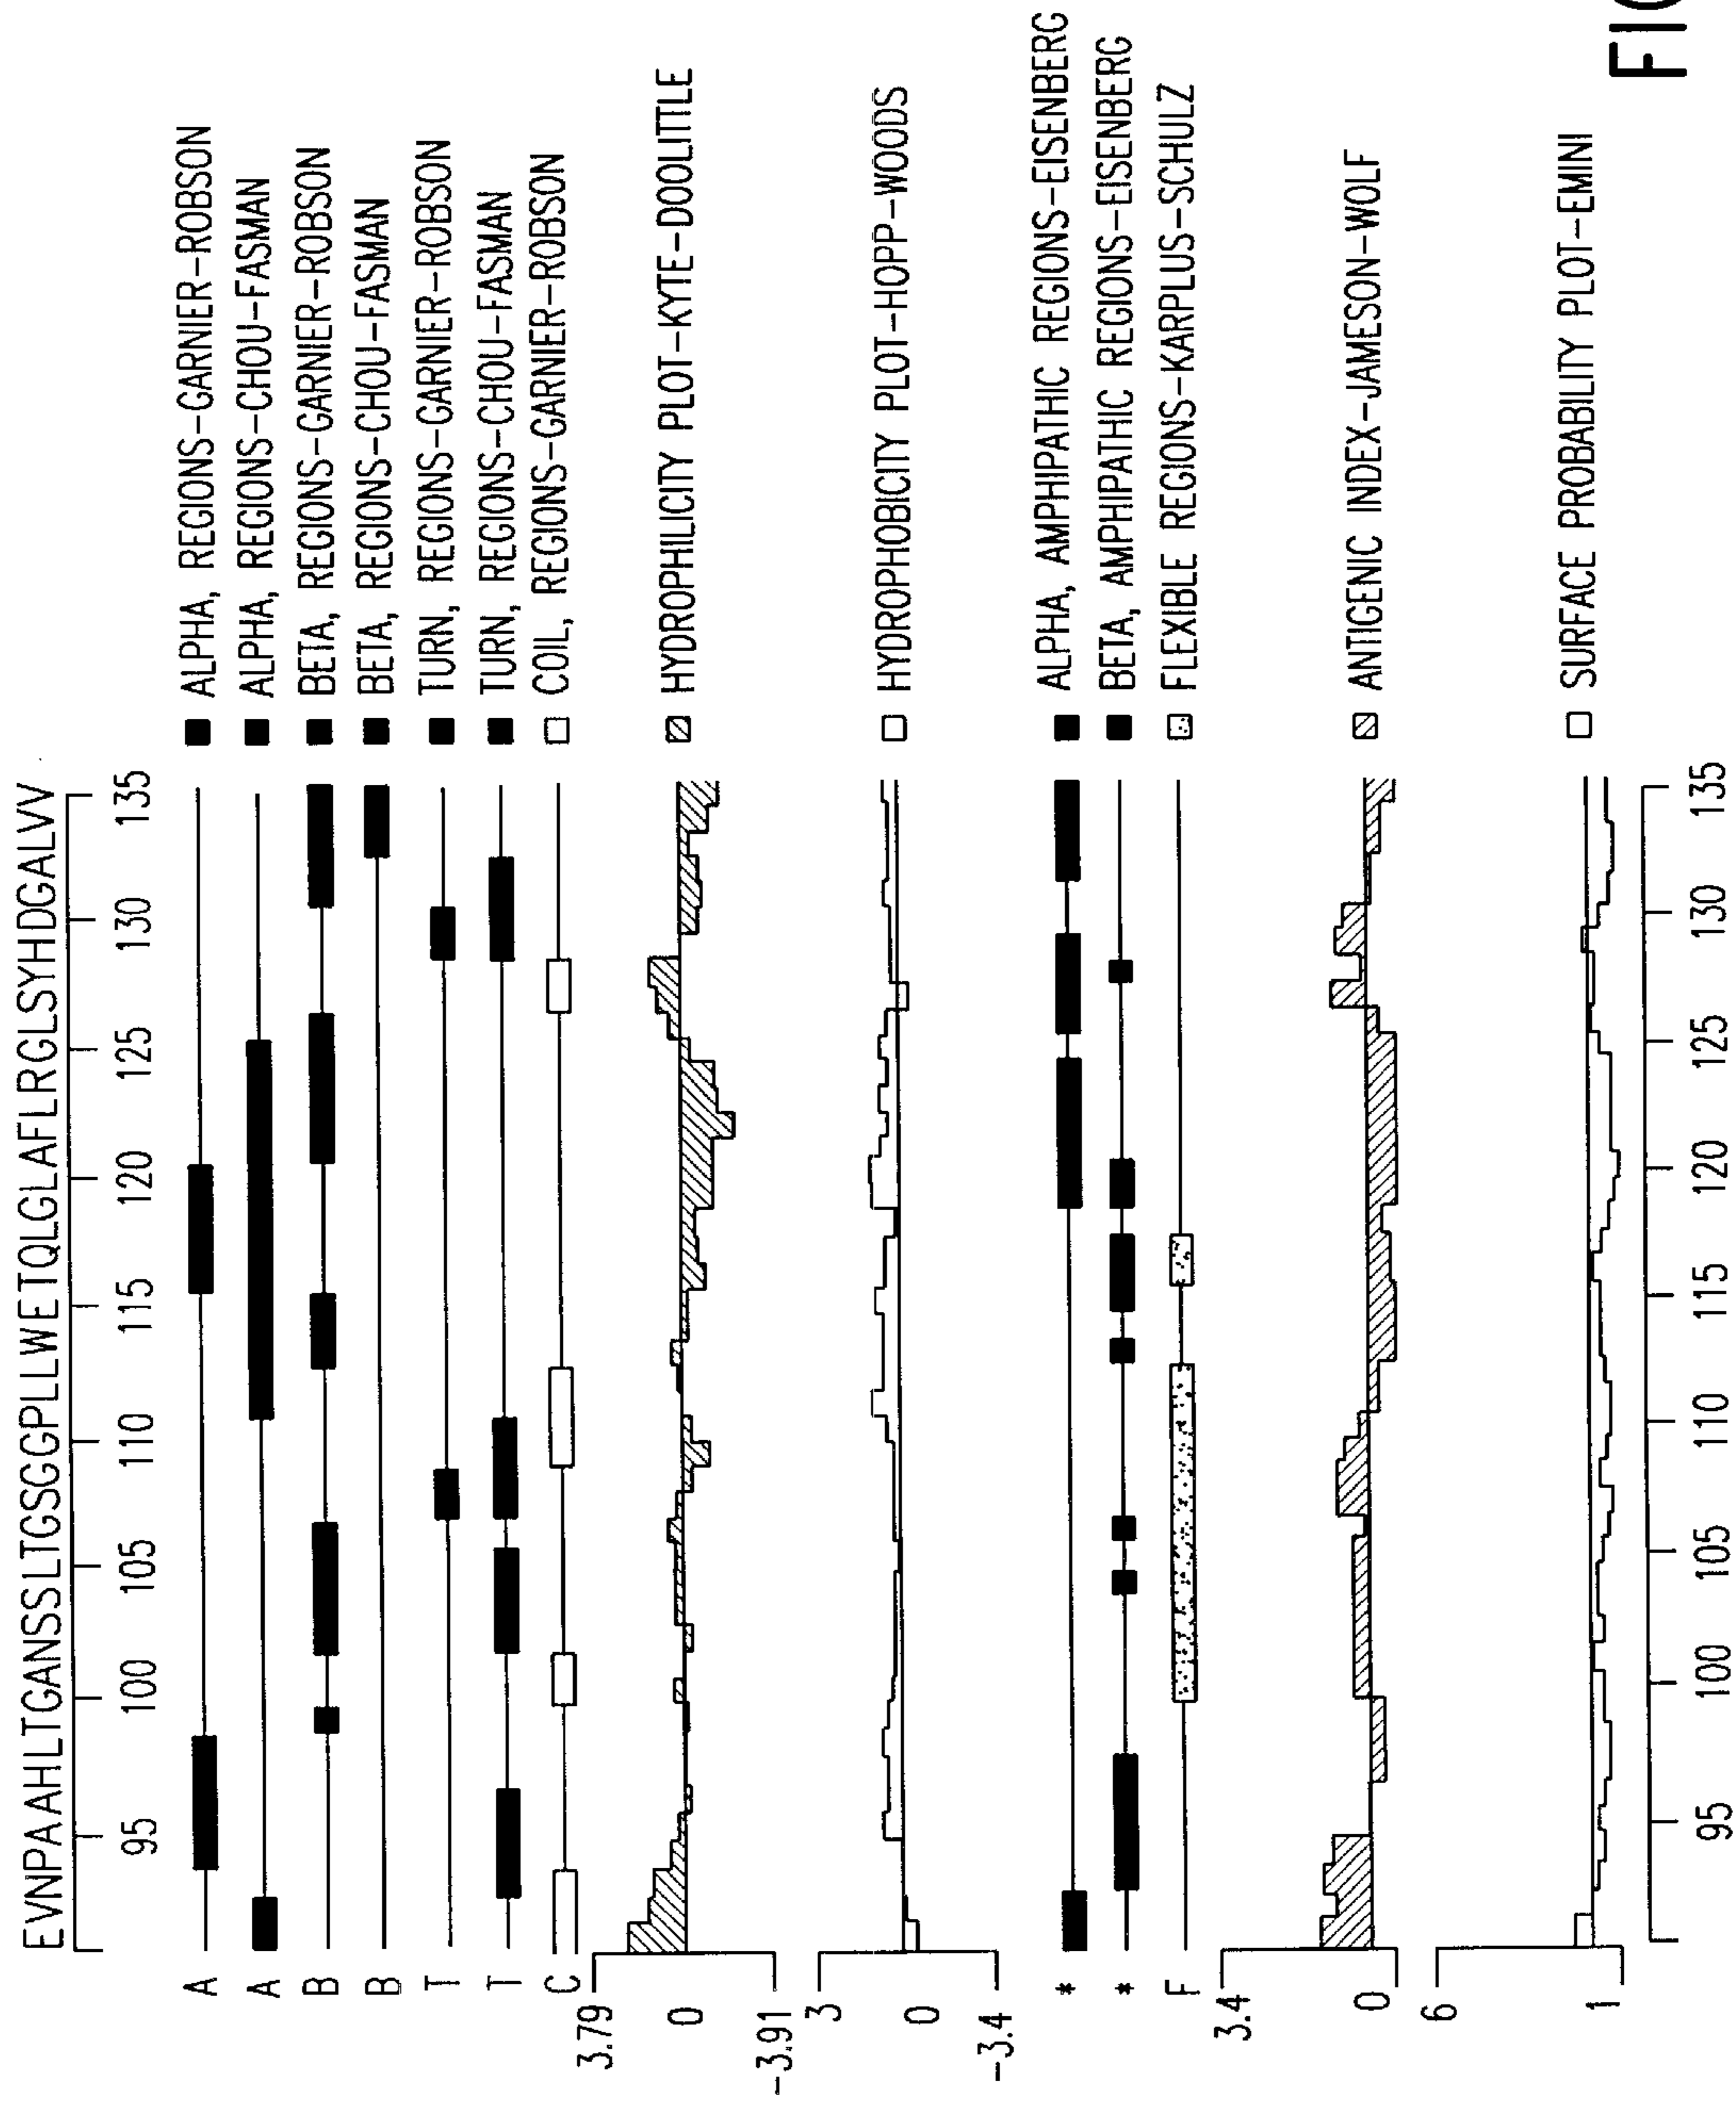 EVNPAAHLTGANSSLTGSGGPLLWETQLGLAFLRGLSYHDGALVV
95 100 105 110 115 120 125 130 135
A ALPHA, REGIONS-GARNIER-ROBSON
A ALPHA, REGIONS-CHOU-FASMAN
B BETA, REGIONS-GARNIER-ROBSON
B BETA, REGIONS-CHOU-FASMAN
T TURN, REGIONS-GARNIER-ROBSON
T TURN, REGIONS-CHOU-FASMAN
C COIL, REGIONS-GARNIER-ROBSON
3.79
0 HYDROPHILICITY PLOT-KYTE-DOOLITTLE
-3.91
3
0 HYDROPHOBICITY PLOT-HOPP-WOODS
-3.4
* ALPHA, AMPHIPATHIC REGIONS-EISENBERG
* BETA, AMPHIPATHIC REGIONS-EISENBERG
F FLEXIBLE REGIONS-KARPLUS-SCHULZ
3.4
0 ANTIGENIC INDEX-JAMESON-WOLF
6
1 SURFACE PROBABILITY PLOT-EMINI
95 100 105 110 115 120 125 130 135